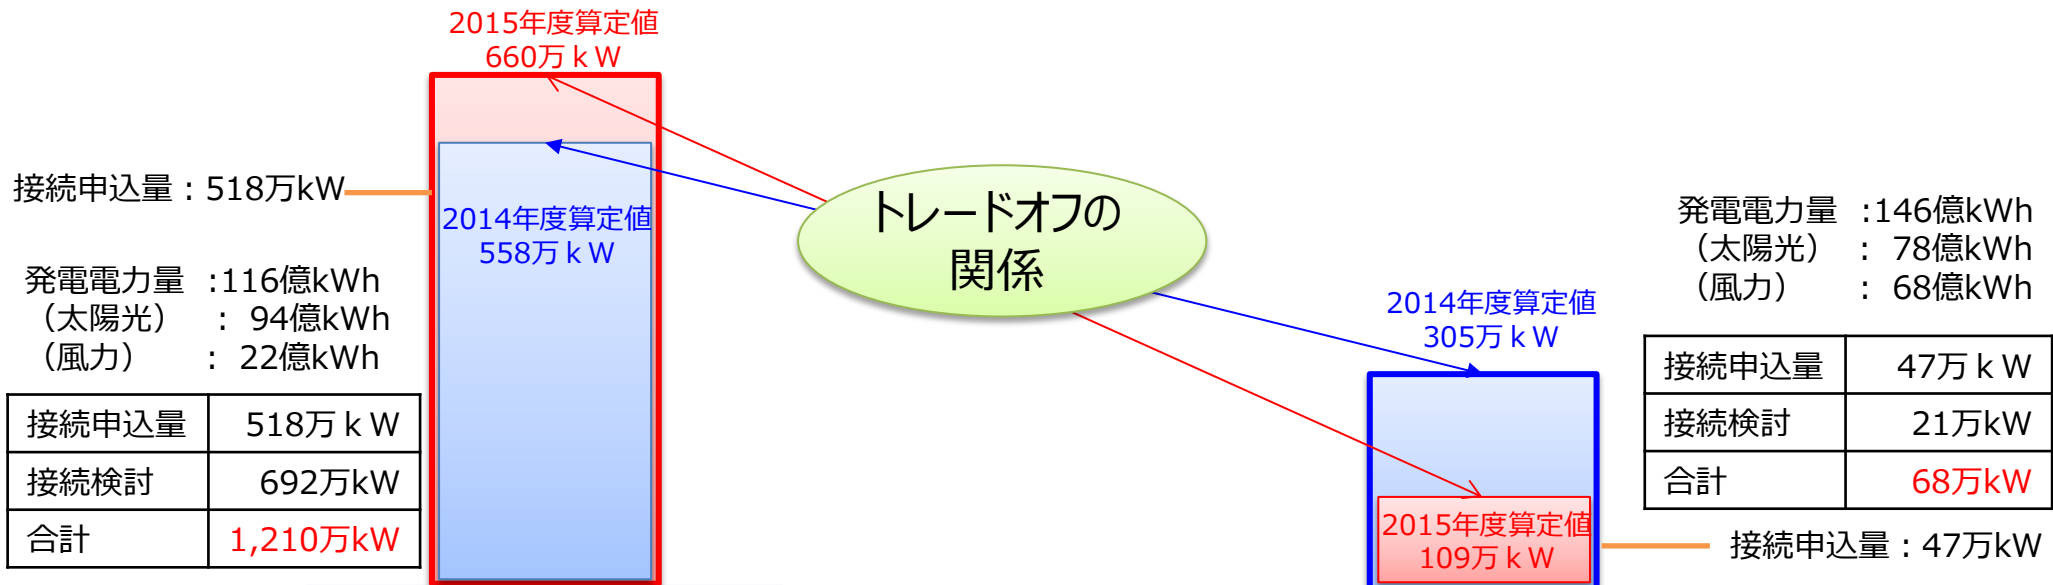 2015年度算定値
660万ｋＷ
接続申込量：518万kW
2014年度算定値
558万ｋＷ
発電電力量 :116億kWh
（太陽光） : 94億kWh
（風力） : 22億kWh
接続申込量 518万ｋＷ
接続検討 692万kW
合計 1,210万kW
トレードオフの
関係
2014年度算定値
305万ｋＷ
2015年度算定値
109万ｋＷ
発電電力量 :146億kWh
（太陽光） : 78億kWh
（風力） : 68億kWh
接続申込量 47万ｋＷ
接続検討 21万kW
合計 68万kW
接続申込量：47万kW